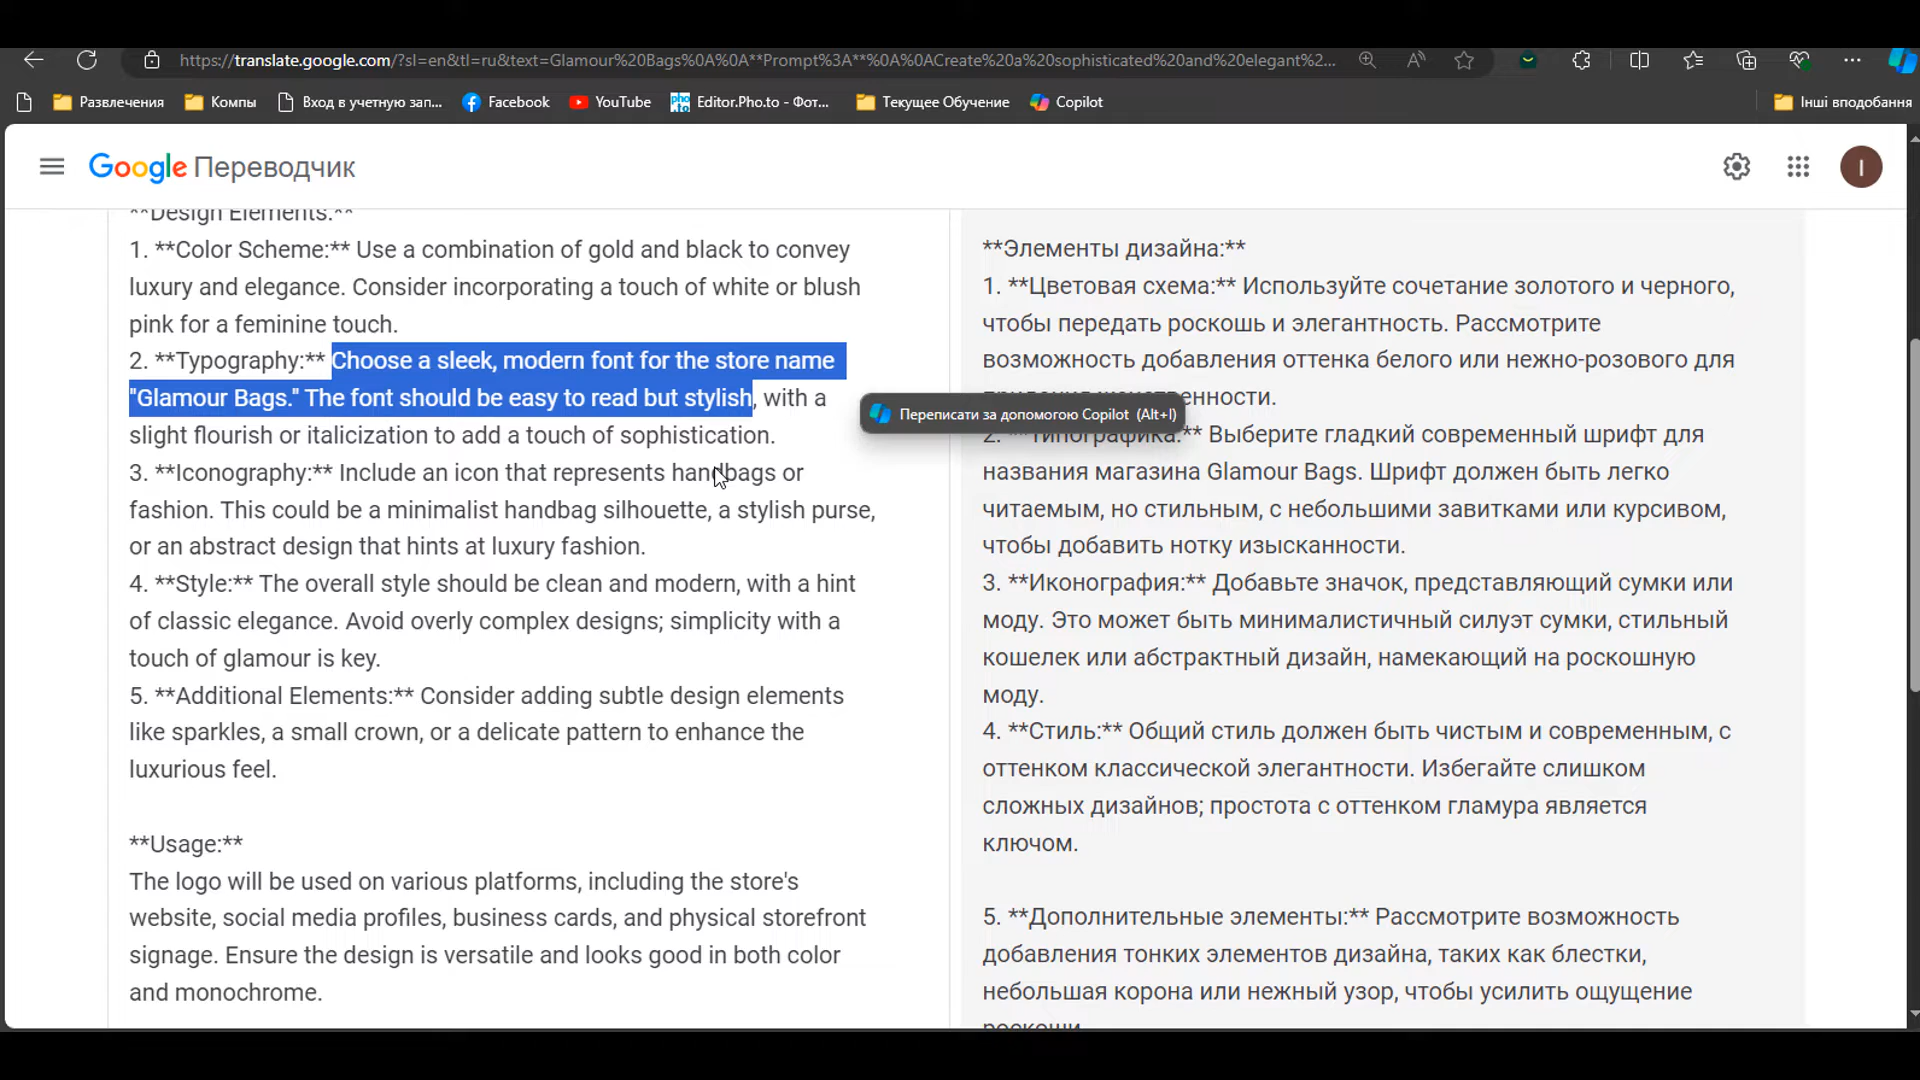 https://translate.google.com/?sl=en&tl=ru&text=Glamour%20Bags%0A%0A**Prompt%3A**%0A%0ACreate%20a%20sophisticated%20and%20elegant%2...
Развлечения
Компы
Вход в учетную зап...
Facebook
YouTube
Editor.Pho.to - Фот...
Текущее Обучение
Copilot
Інші вподобання
Google Переводчик
I
**Design Elements:**
1. **Color Scheme:** Use a combination of gold and black to convey
luxury and elegance. Consider incorporating a touch of white or blush
pink for a feminine touch.
2. **Typography:** Choose a sleek, modern font for the store name
"Glamour Bags." The font should be easy to read but stylish, with a
slight flourish or italicization to add a touch of sophistication.
3. **Iconography:** Include an icon that represents handbags or
fashion. This could be a minimalist handbag silhouette, a stylish purse,
or an abstract design that hints at luxury fashion.
4. **Style:** The overall style should be clean and modern, with a hint
of classic elegance. Avoid overly complex designs; simplicity with a
touch of glamour is key.
5. **Additional Elements:** Consider adding subtle design elements
like sparkles, a small crown, or a delicate pattern to enhance the
luxurious feel.
**Usage:**
The logo will be used on various platforms, including the store's
website, social media profiles, business cards, and physical storefront
signage. Ensure the design is versatile and looks good in both color
and monochrome.
Переписати за допомогою Copilot (Alt+I)
**Элементы дизайна:**
1. **Цветовая схема:** Используйте сочетание золотого и черного,
чтобы передать роскошь и элегантность. Рассмотрите
возможность добавления оттенка белого или нежно-розового для
2. **Типографика:** Выберите гладкий современный шрифт для
названия магазина Glamour Bags. Шрифт должен быть легко
читаемым, но стильным, с небольшими завитками или курсивом,
чтобы добавить нотку изысканности.
3. **Иконография:** Добавьте значок, представляющий сумки или
моду. Это может быть минималистичный силуэт сумки, стильный
кошелек или абстрактный дизайн, намекающий на роскошную
моду.
4. **Стиль:** Общий стиль должен быть чистым и современным, с
оттенком классической элегантности. Избегайте слишком
сложных дизайнов; простота с оттенком гламура является
ключом.
5. **Дополнительные элементы:** Рассмотрите возможность
добавления тонких элементов дизайна, таких как блестки,
небольшая корона или нежный узор, чтобы усилить ощущение
роскоши.